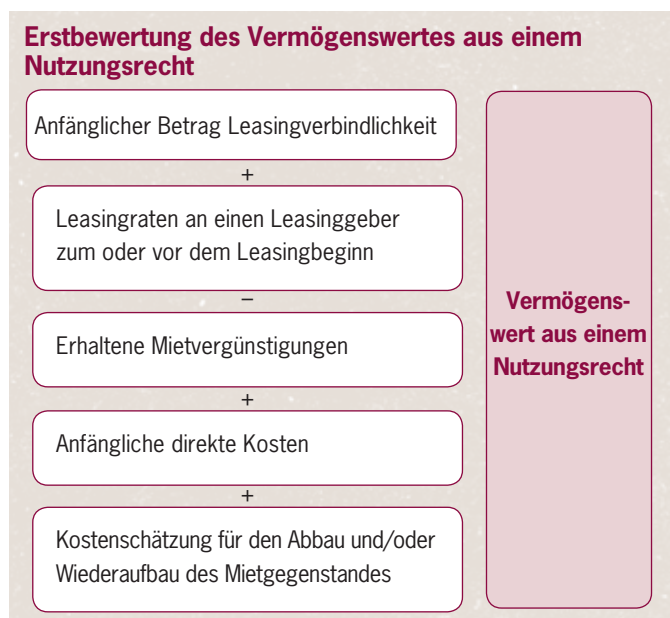 Erstbewertung des Vermögenswertes aus einem
Nutzungsrecht
Anfänglicher Betrag Leasingverbindlichkeit
+
Leasingraten an einen Leasinggeber
zum oder vor dem Leasingbeginn
–
Erhaltene Mietvergünstigungen
+
Anfängliche direkte Kosten
+
Kostenschätzung für den Abbau und/oder
Wiederaufbau des Mietgegenstandes
Vermögens-
wert aus einem
Nutzungsrecht